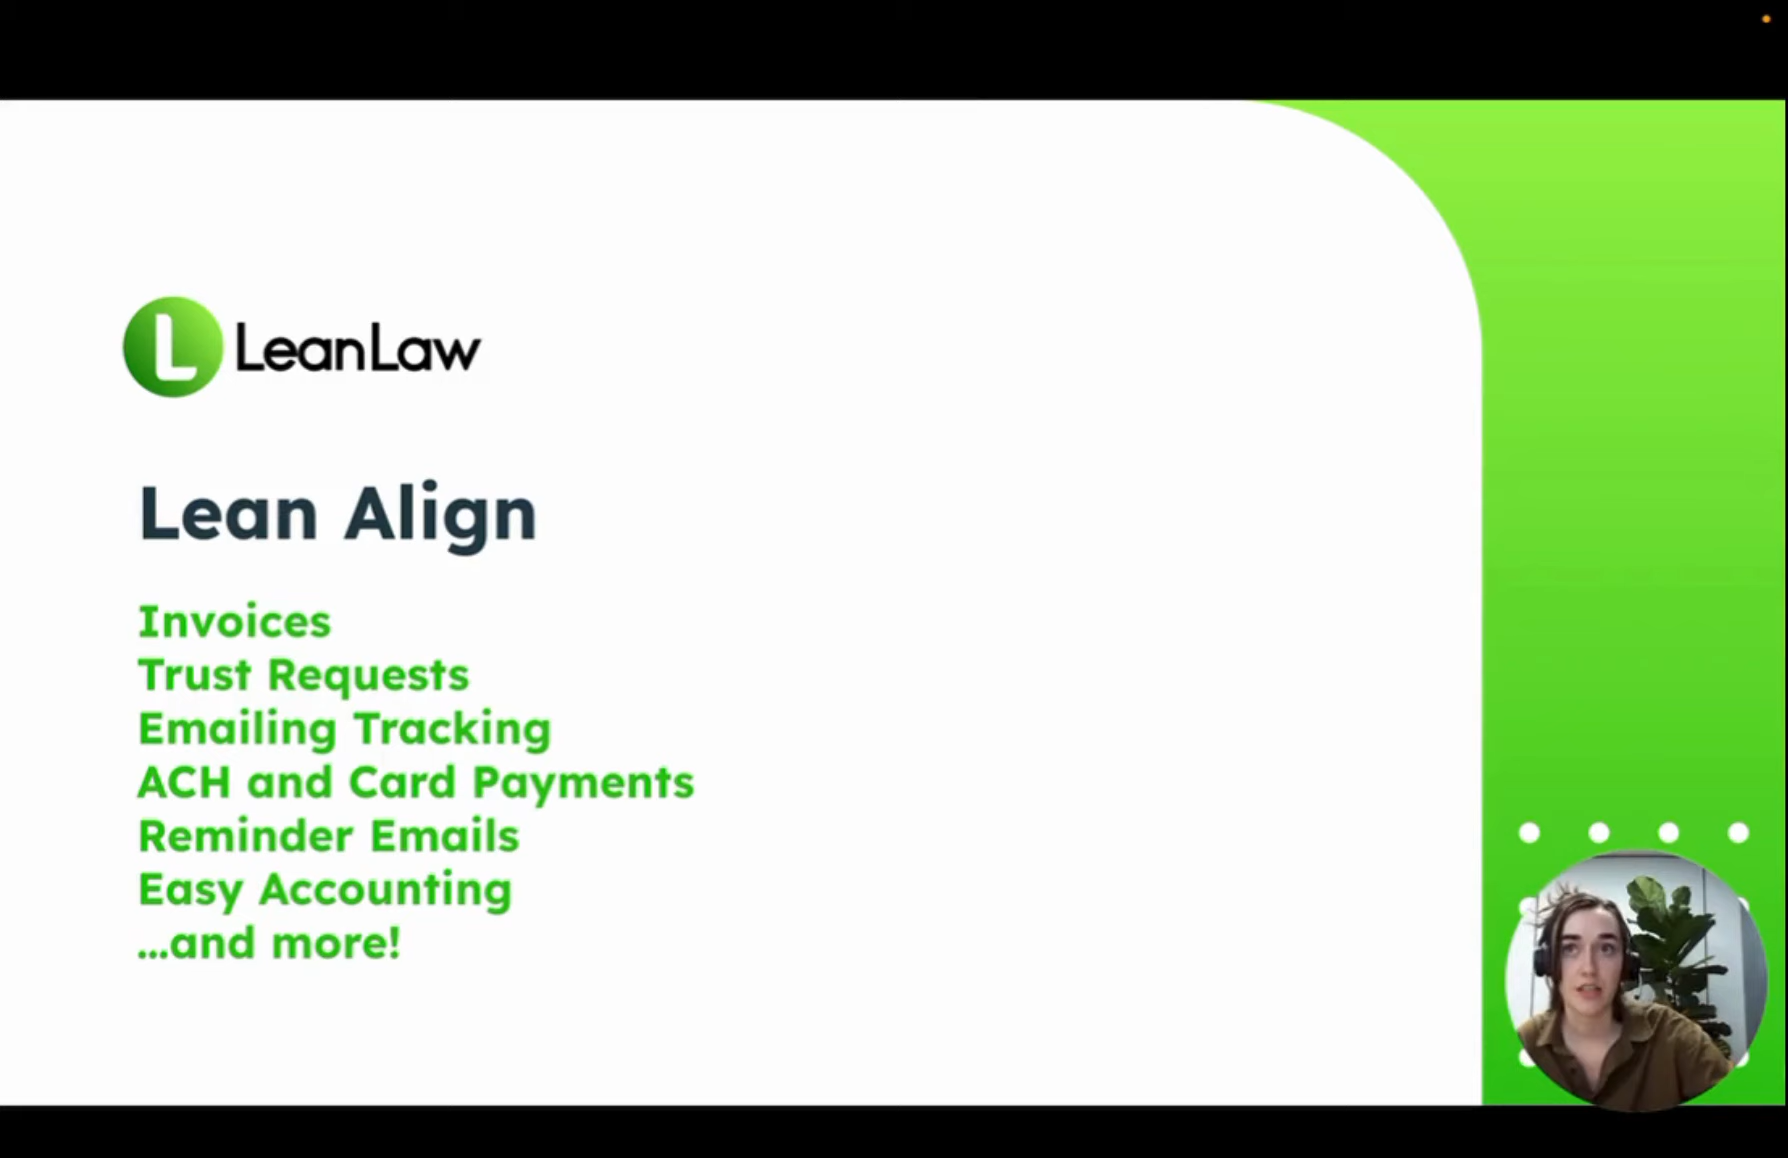 L LeanLaw
Lean Align
Invoices
Trust Requests
Emailing Tracking
ACH and Card Payments
Reminder Emails
Easy Accounting
...and more!